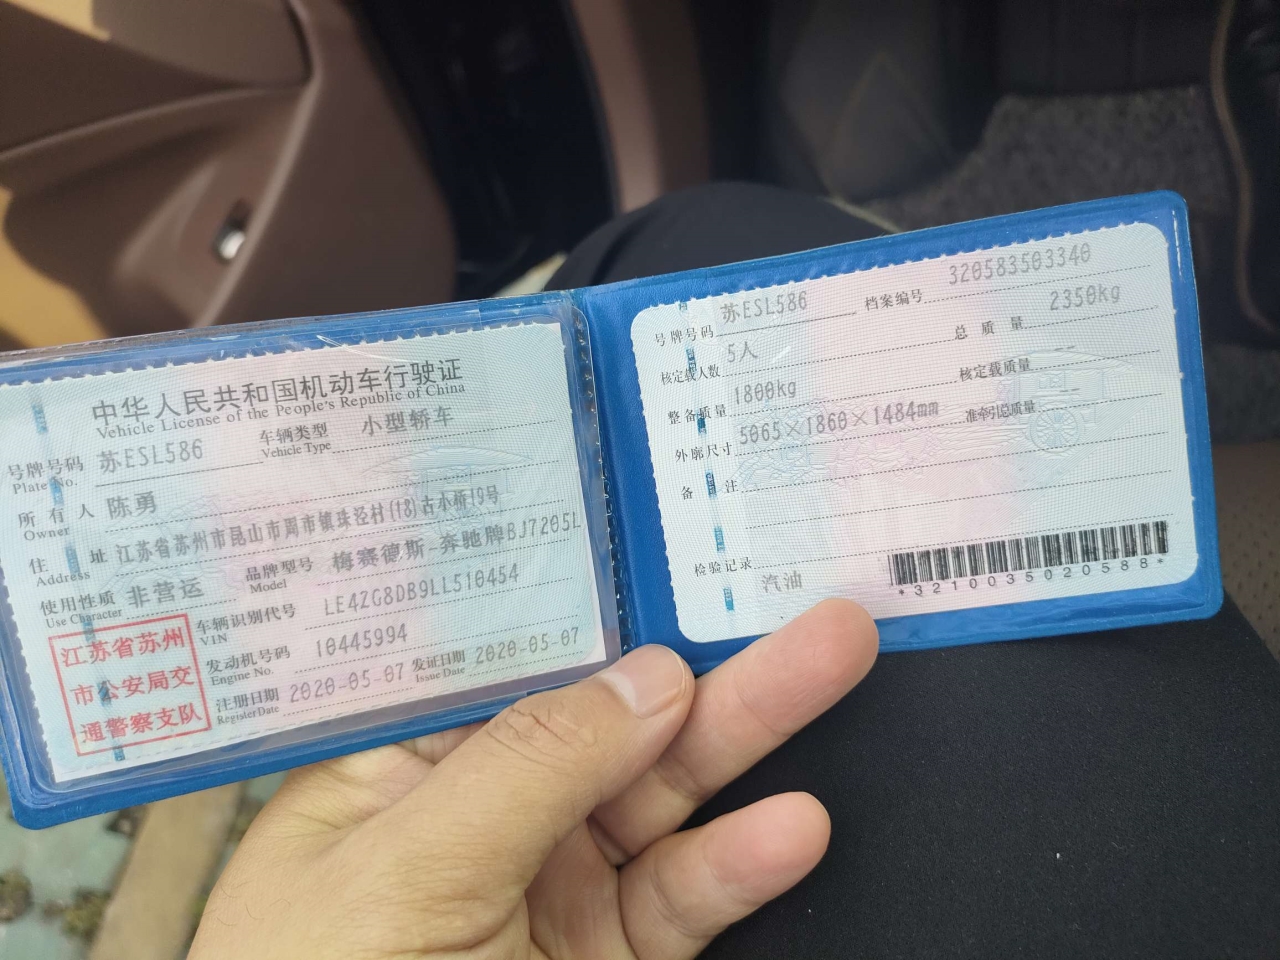 中华人民共和国机动车行驶证
Vehicle License of the People's Republic of China
号牌号码 苏ESL586 车辆类型 小型轿车
Plate No. Vehicle Type
所有人 陈勇
Owner
住址 江苏省苏州市昆山市周市镇珠泾村(18)古小桥19号
Address
使用性质 非营运 品牌型号 梅赛德斯-奔驰牌BJ7205L
Use Character Model
车辆识别代号 LE4ZG8DB9LL510454
VIN
发动机号码 10445994
Engine No.
注册日期 2020-05-07 发证日期 2020-05-07
Register Date Issue Date
江苏省苏州
市公安局交
通警察支队
号牌号码 苏ESL586 档案编号 320583503340
核定载人数 5人 总质量 2350kg
整备质量 1800kg 核定载质量 --
外廓尺寸 5065×1860×1484mm 准牵引总质量 --
备注
检验记录
汽油
*3210035020588*